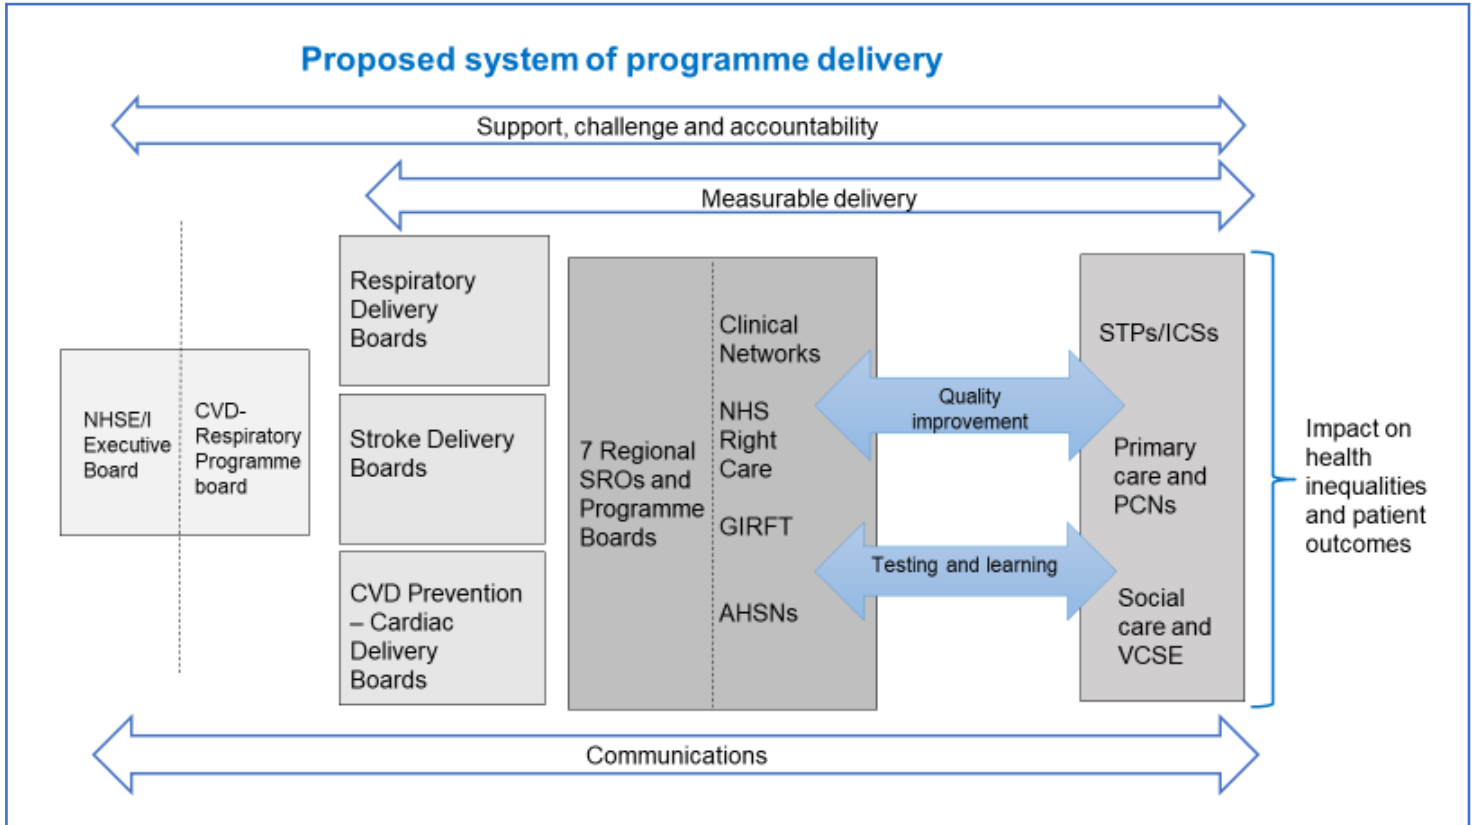 Proposed system of programme delivery
Support, challenge and accountability
Measurable delivery
NHSE/I
Executive
Board
CVD-
Respiratory
Programme
board
Respiratory
Delivery
Boards
Stroke Delivery
Boards
CVD Prevention
– Cardiac
Delivery
Boards
7 Regional
SROs and
Programme
Boards
Clinical
Networks
NHS
Right
Care
GIRFT
AHSNs
Quality
improvement
Testing and learning
STPs/ICSs
Primary
care and
PCNs
Social
care and
VCSE
Impact on
health
inequalities
and patient
outcomes
Communications